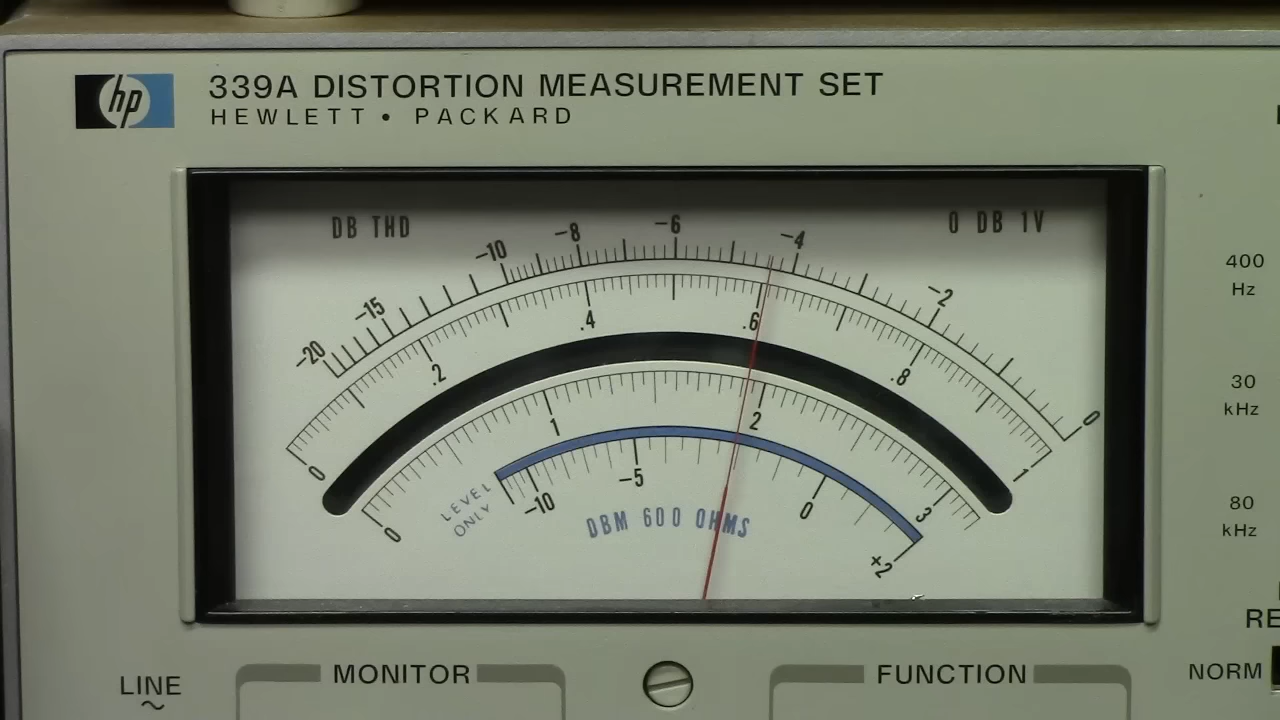 hp
339A DISTORTION MEASUREMENT SET
HEWLETT • PACKARD
DB THD
0 DB 1V
-20 -15 -10 -8 -6 -4 -2 0
0 .2 .4 .6 .8 1
0 1 2 3
LEVEL
ONLY
-10 -5 0 +2
DBM 600 OHMS
400
Hz
30
kHz
80
kHz
RE
NORM
LINE
~
MONITOR
FUNCTION